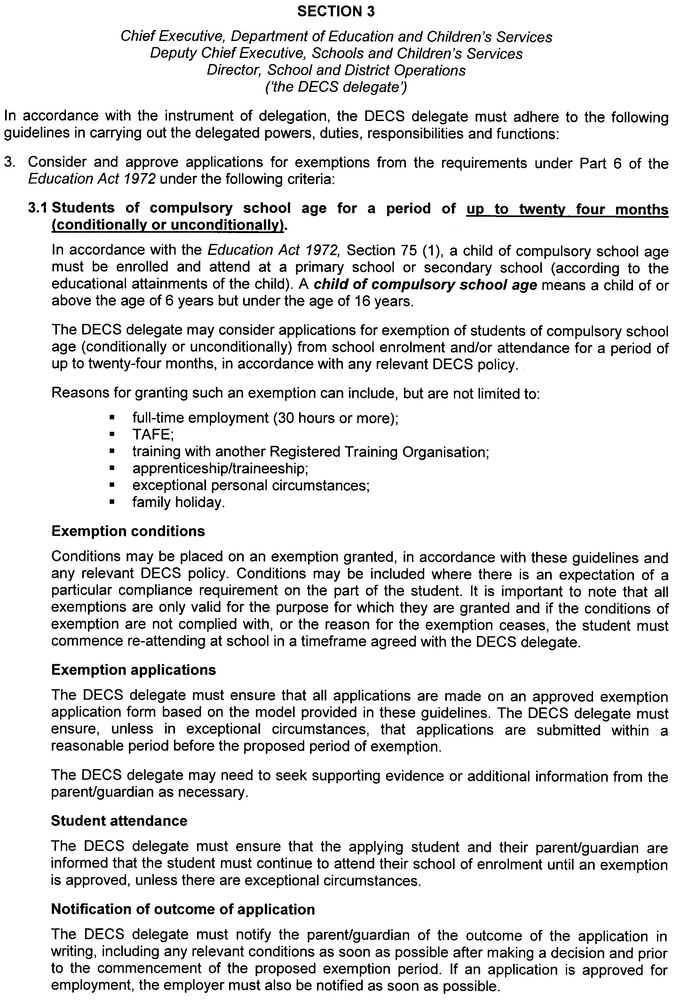 SECTION 3
Chief Executive, Department of Education and Children's Services
Deputy Chief Executive, Schools and Children's Services
Director, School and District Operations
('the DECS delegate')
In accordance with the instrument of delegation, the DECS delegate must adhere to the following
guidelines in carrying out the delegated powers, duties, responsibilities and functions:
3. Consider and approve applications for exemptions from the requirements under Part 6 of the
Education Act 1972 under the following criteria:
3.1 Students of compulsory school age for a period of up to twenty four months
(conditionally or unconditionally).
In accordance with the Education Act 1972, Section 75 (1), a child of compulsory school age
must be enrolled and attend at a primary school or secondary school (according to the
educational attainments of the child). A child of compulsory school age means a child of or
above the age of 6 years but under the age of 16 years.
The DECS delegate may consider applications for exemption of students of compulsory school
age (conditionally or unconditionally) from school enrolment and/or attendance for a period of
up to twenty-four months, in accordance with any relevant DECS policy.
Reasons for granting such an exemption can include, but are not limited to:
▪ full-time employment (30 hours or more);
▪ TAFE;
▪ training with another Registered Training Organisation;
▪ apprenticeship/traineeship;
▪ exceptional personal circumstances;
▪ family holiday.
Exemption conditions
Conditions may be placed on an exemption granted, in accordance with these guidelines and
any relevant DECS policy. Conditions may be included where there is an expectation of a
particular compliance requirement on the part of the student. It is important to note that all
exemptions are only valid for the purpose for which they are granted and if the conditions of
exemption are not complied with, or the reason for the exemption ceases, the student must
commence re-attending at school in a timeframe agreed with the DECS delegate.
Exemption applications
The DECS delegate must ensure that all applications are made on an approved exemption
application form based on the model provided in these guidelines. The DECS delegate must
ensure, unless in exceptional circumstances, that applications are submitted within a
reasonable period before the proposed period of exemption.
The DECS delegate may need to seek supporting evidence or additional information from the
parent/guardian as necessary.
Student attendance
The DECS delegate must ensure that the applying student and their parent/guardian are
informed that the student must continue to attend their school of enrolment until an exemption
is approved, unless there are exceptional circumstances.
Notification of outcome of application
The DECS delegate must notify the parent/guardian of the outcome of the application in
writing, including any relevant conditions as soon as possible after making a decision and prior
to the commencement of the proposed exemption period. If an application is approved for
employment, the employer must also be notified as soon as possible.